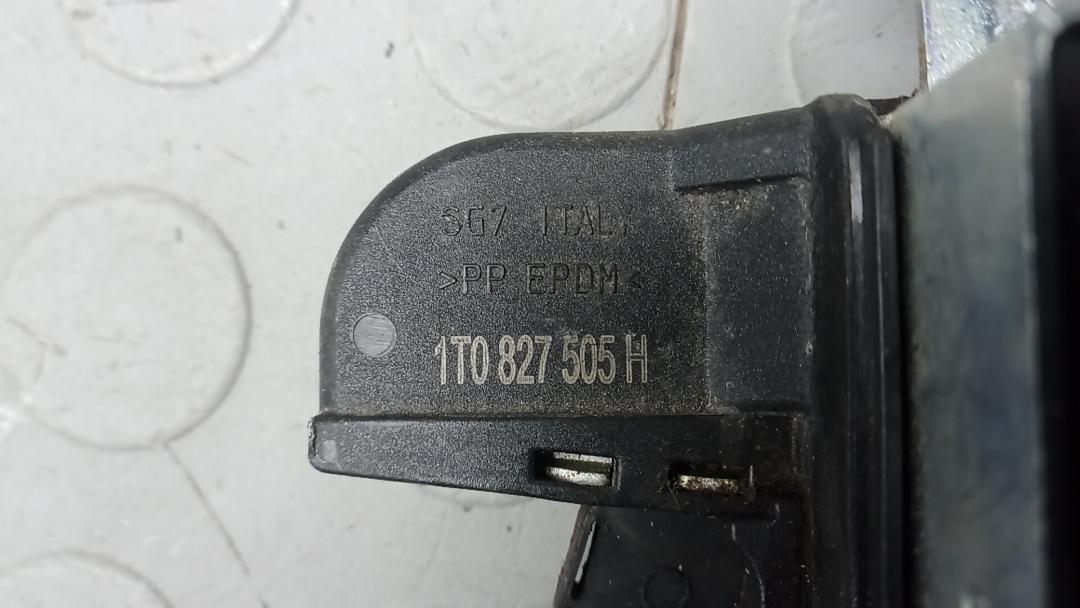 SG7 ITALY
>PP EPDM<
1T0 827 505 H